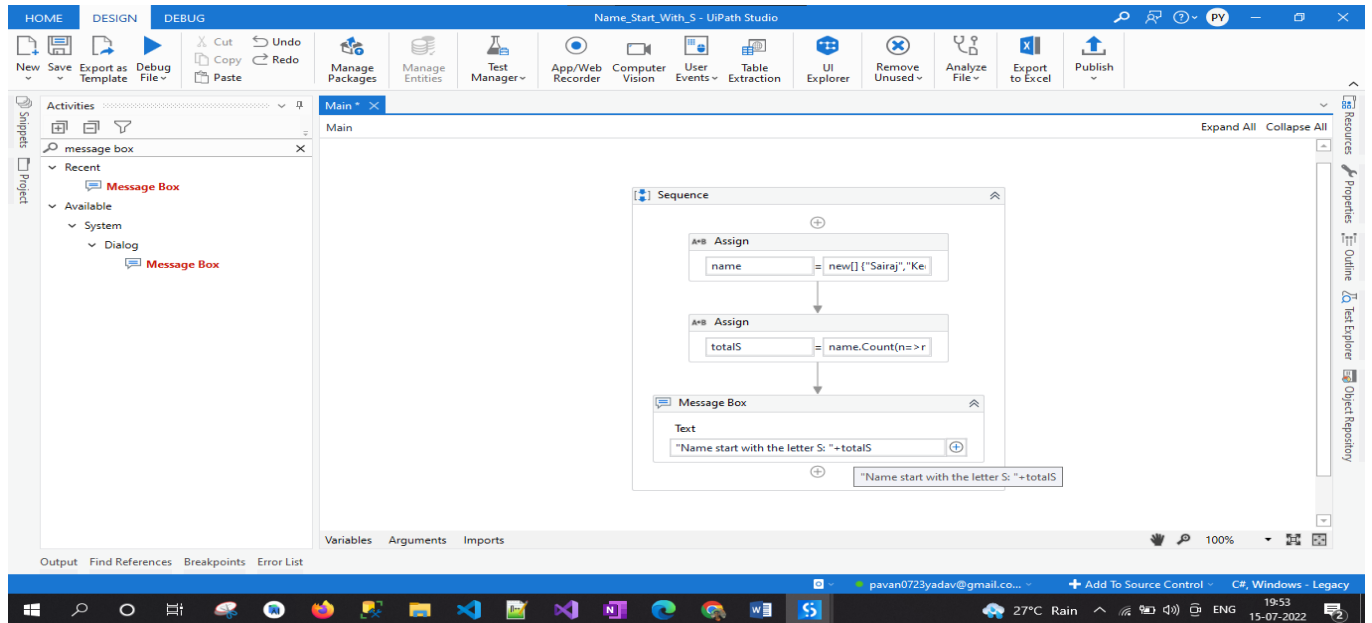 HOME DESIGN DEBUG Name_Start_With_S - UiPath Studio PY
New Save Export as Template Debug File Cut Copy Paste Undo Redo Manage Packages Manage Entities Test Manager App/Web Recorder Computer Vision User Events Table Extraction UI Explorer Remove Unused Analyze File Export to Excel Publish
Snippets
Project
Activities
message box
Recent
Message Box
Available
System
Dialog
Message Box
Main *
Main Expand All Collapse All
Sequence
A*B Assign
name = new[] {"Sairaj","Ke
A*B Assign
totalS = name.Count(n=>r
Message Box
Text
"Name start with the letter S: "+totalS
"Name start with the letter S: "+totalS
Resources
Properties
Outline
Test Explorer
Object Repository
Variables Arguments Imports 100%
Output Find References Breakpoints Error List
pavan0723yadav@gmail.co... Add To Source Control C#, Windows - Legacy
27°C Rain ENG 19:53
15-07-2022